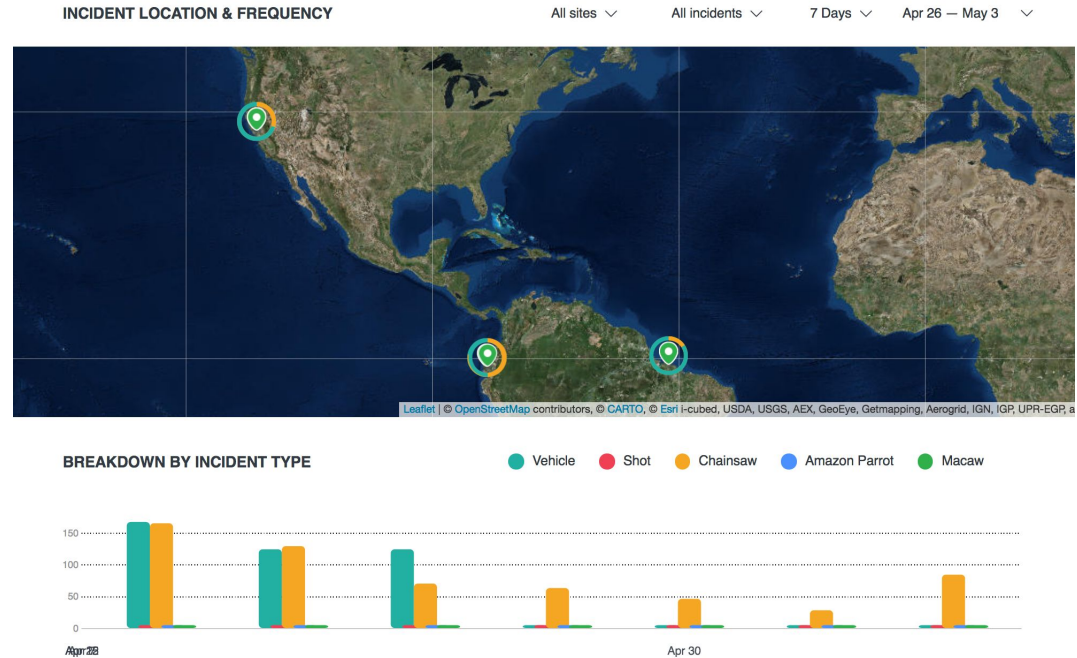 INCIDENT LOCATION & FREQUENCY All sites All incidents 7 Days Apr 26 — May 3
Leaflet | © OpenStreetMap contributors, © CARTO, © Esri i-cubed, USDA, USGS, AEX, GeoEye, Getmapping, Aerogrid, IGN, IGP, UPR-EGP, a
BREAKDOWN BY INCIDENT TYPE Vehicle Shot Chainsaw Amazon Parrot Macaw
150
100
50
0
Apr 30